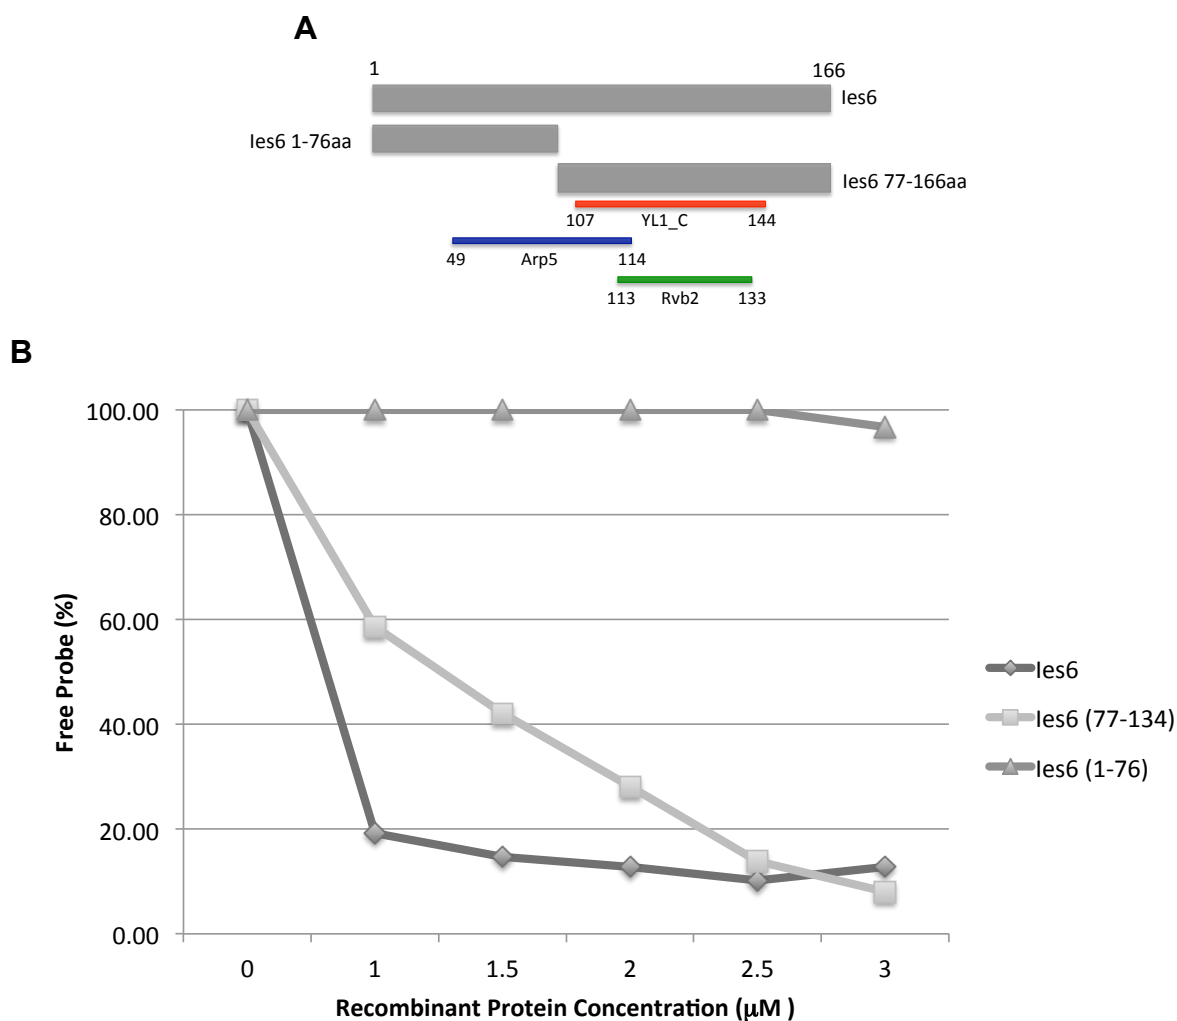 A
1 166
Ies6
Ies6 1-76aa
Ies6 77-166aa
107 YL1_C 144
49 Arp5 114
113 Rvb2 133
B
100.00
80.00
60.00
40.00
20.00
0.00
Free Probe (%)
0 1 1.5 2 2.5 3
Recombinant Protein Concentration (μM )
Ies6
Ies6 (77-134)
Ies6 (1-76)